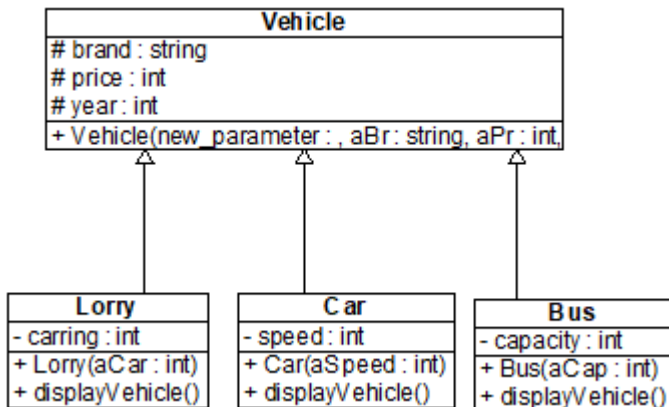 Vehicle
# brand : string
# price : int
# year : int
+ Vehicle(new_parameter : , aBr : string, aPr : int,
Lorry
- carring : int
+ Lorry(aCar : int)
+ displayVehicle()
Car
- speed : int
+ Car(aSpeed : int)
+ displayVehicle()
Bus
- capacity : int
+ Bus(aCap : int)
+ displayVehicle()